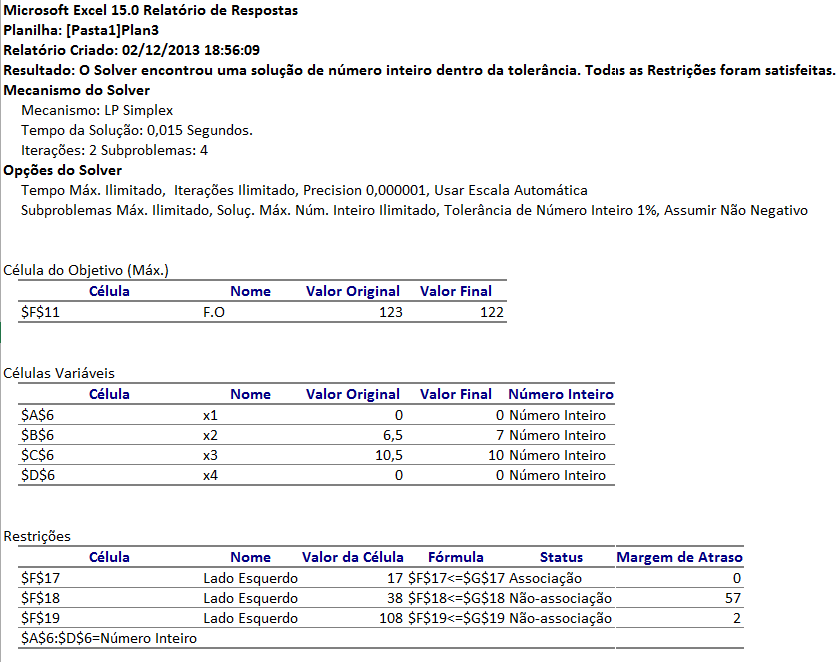 Microsoft Excel 15.0 Relatório de Respostas
Planilha: [Pasta1]Plan3
Relatório Criado: 02/12/2013 18:56:09
Resultado: O Solver encontrou uma solução de número inteiro dentro da tolerância. Todas as Restrições foram satisfeitas.
Mecanismo do Solver
Mecanismo: LP Simplex
Tempo da Solução: 0,015 Segundos.
Iterações: 2 Subproblemas: 4
Opções do Solver
Tempo Máx. Ilimitado,  Iterações Ilimitado, Precision 0,000001, Usar Escala Automática
Subproblemas Máx. Ilimitado, Soluç. Máx. Núm. Inteiro Ilimitado, Tolerância de Número Inteiro 1%, Assumir Não Negativo
Célula do Objetivo (Máx.)
Célula Nome Valor Original Valor Final
$F$11 F.O 123 122
Células Variáveis
Célula Nome Valor Original Valor Final Número Inteiro
$A$6 x1 0 0 Número Inteiro
$B$6 x2 6,5 7 Número Inteiro
$C$6 x3 10,5 10 Número Inteiro
$D$6 x4 0 0 Número Inteiro
Restrições
Célula Nome Valor da Célula Fórmula Status Margem de Atraso
$F$17 Lado Esquerdo 17 $F$17<=$G$17 Associação 0
$F$18 Lado Esquerdo 38 $F$18<=$G$18 Não-associação 57
$F$19 Lado Esquerdo 108 $F$19<=$G$19 Não-associação 2
$A$6:$D$6=Número Inteiro